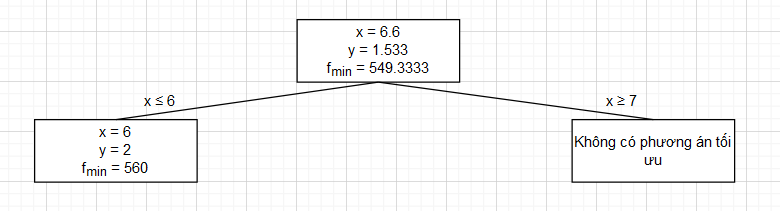 x = 6.6
y = 1.533
fmin = 549.3333
x ≤ 6
x ≥ 7
x = 6
y = 2
fmin = 560
Không có phương án tối
ưu